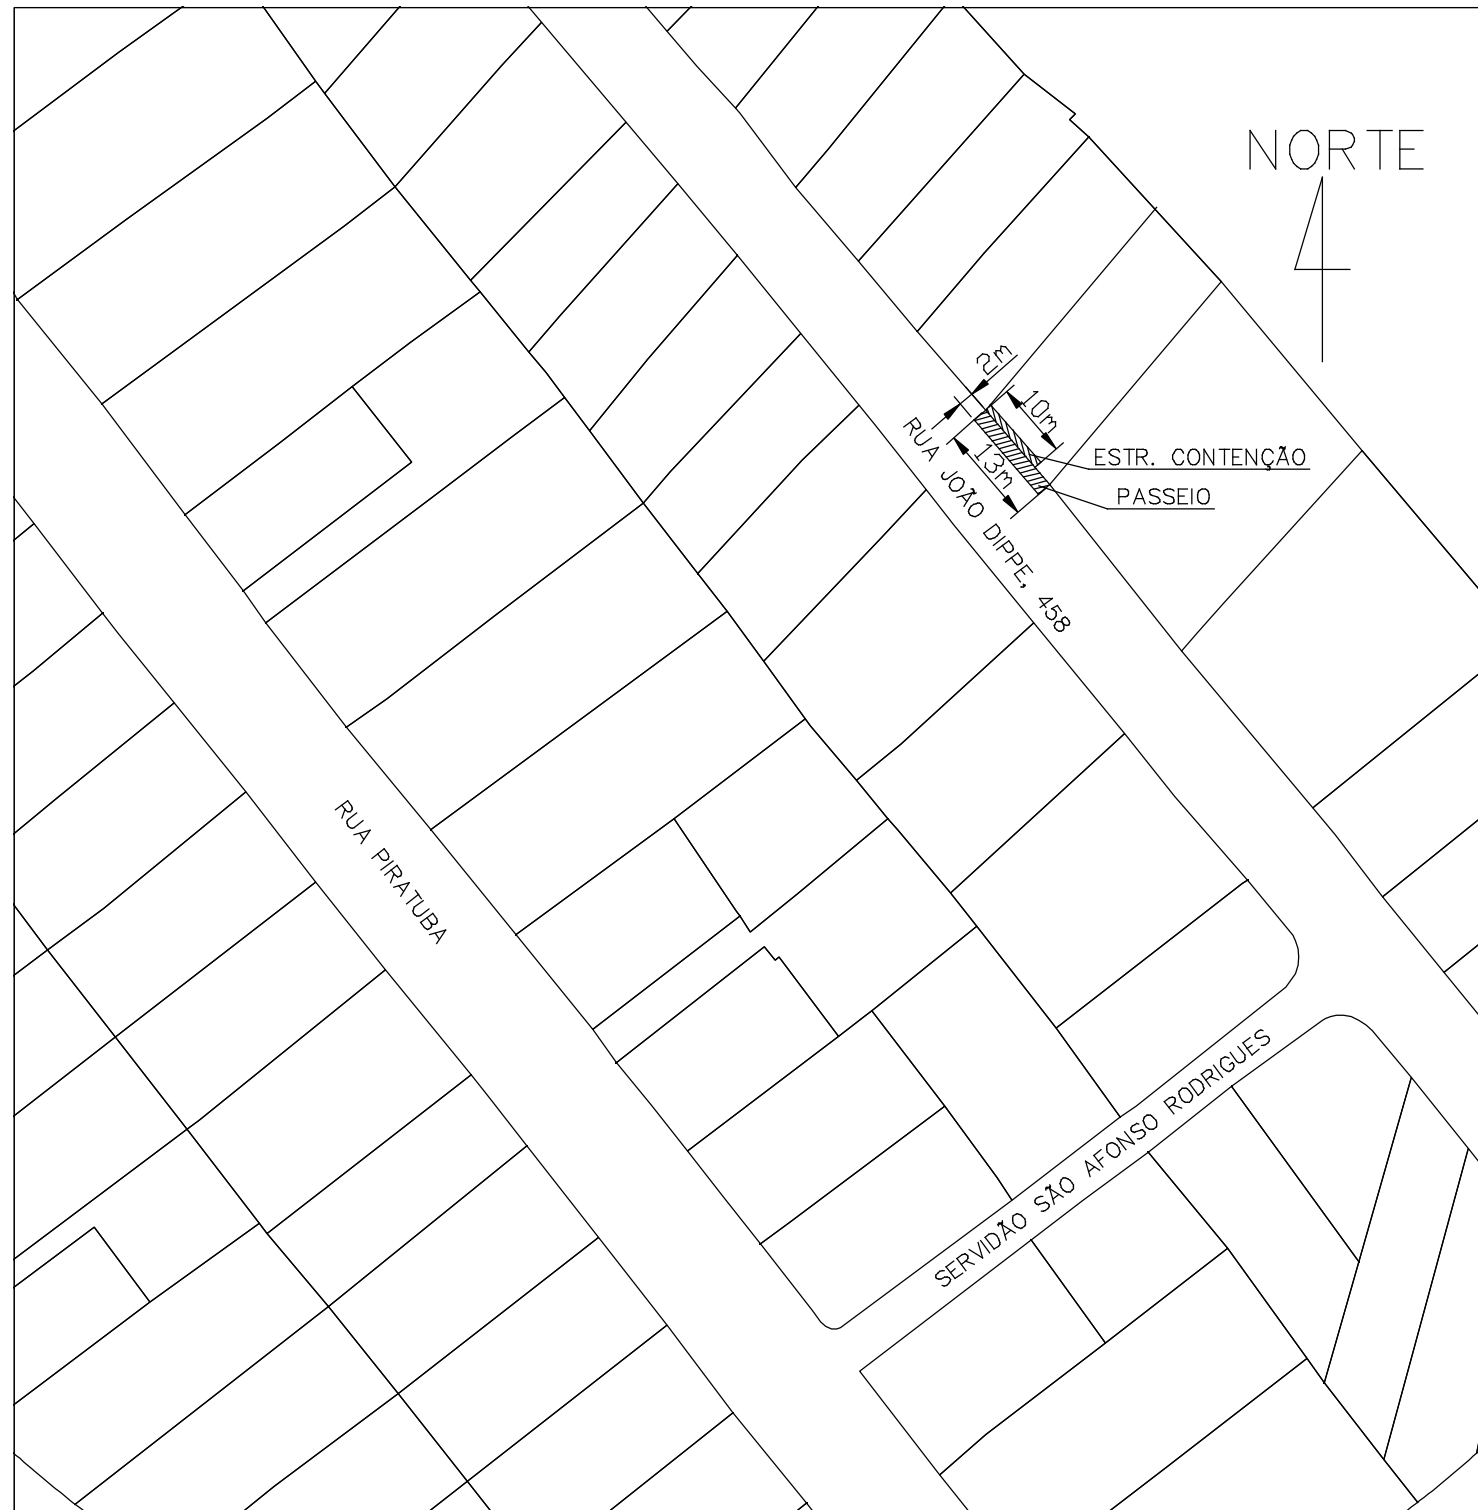 NORTE
2m
10m
13m
ESTR. CONTENÇÃO
PASSEIO
RUA JOÃO DIPPE, 458
RUA PIRATUBA
SERVIDÃO SÃO AFONSO RODRIGUES